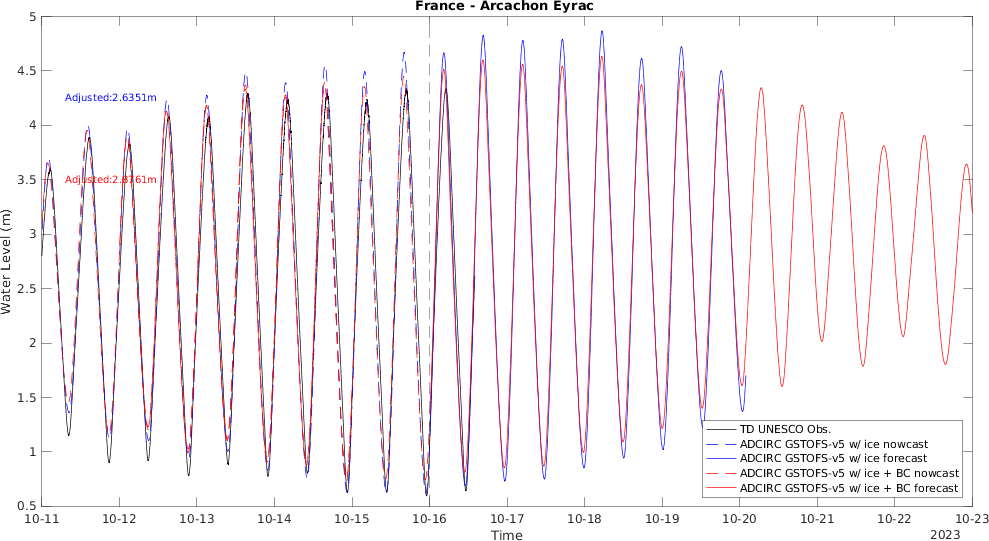 France - Arcachon Eyrac
Water Level (m)
5
4.5
4
3.5
3
2.5
2
1.5
1
0.5
Adjusted:2.6351m
Adjusted:2.8761m
TD UNESCO Obs.
ADCIRC GSTOFS-v5 w/ ice nowcast
ADCIRC GSTOFS-v5 w/ ice forecast
ADCIRC GSTOFS-v5 w/ ice + BC nowcast
ADCIRC GSTOFS-v5 w/ ice + BC forecast
10-11 10-12 10-13 10-14 10-15 10-16 10-17 10-18 10-19 10-20 10-21 10-22 10-23
Time
2023